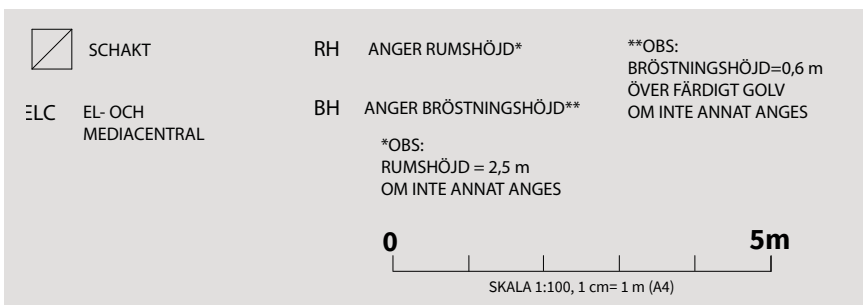 SCHAKT
ELC EL- OCH
MEDIACENTRAL
RH ANGER RUMSHÖJD*
BH ANGER BRÖSTNINGSHÖJD**
*OBS:
RUMSHÖJD = 2,5 m
OM INTE ANNAT ANGES
**OBS:
BRÖSTNINGSHÖJD=0,6 m
ÖVER FÄRDIGT GOLV
OM INTE ANNAT ANGES
0 5m
SKALA 1:100, 1 cm= 1 m (A4)